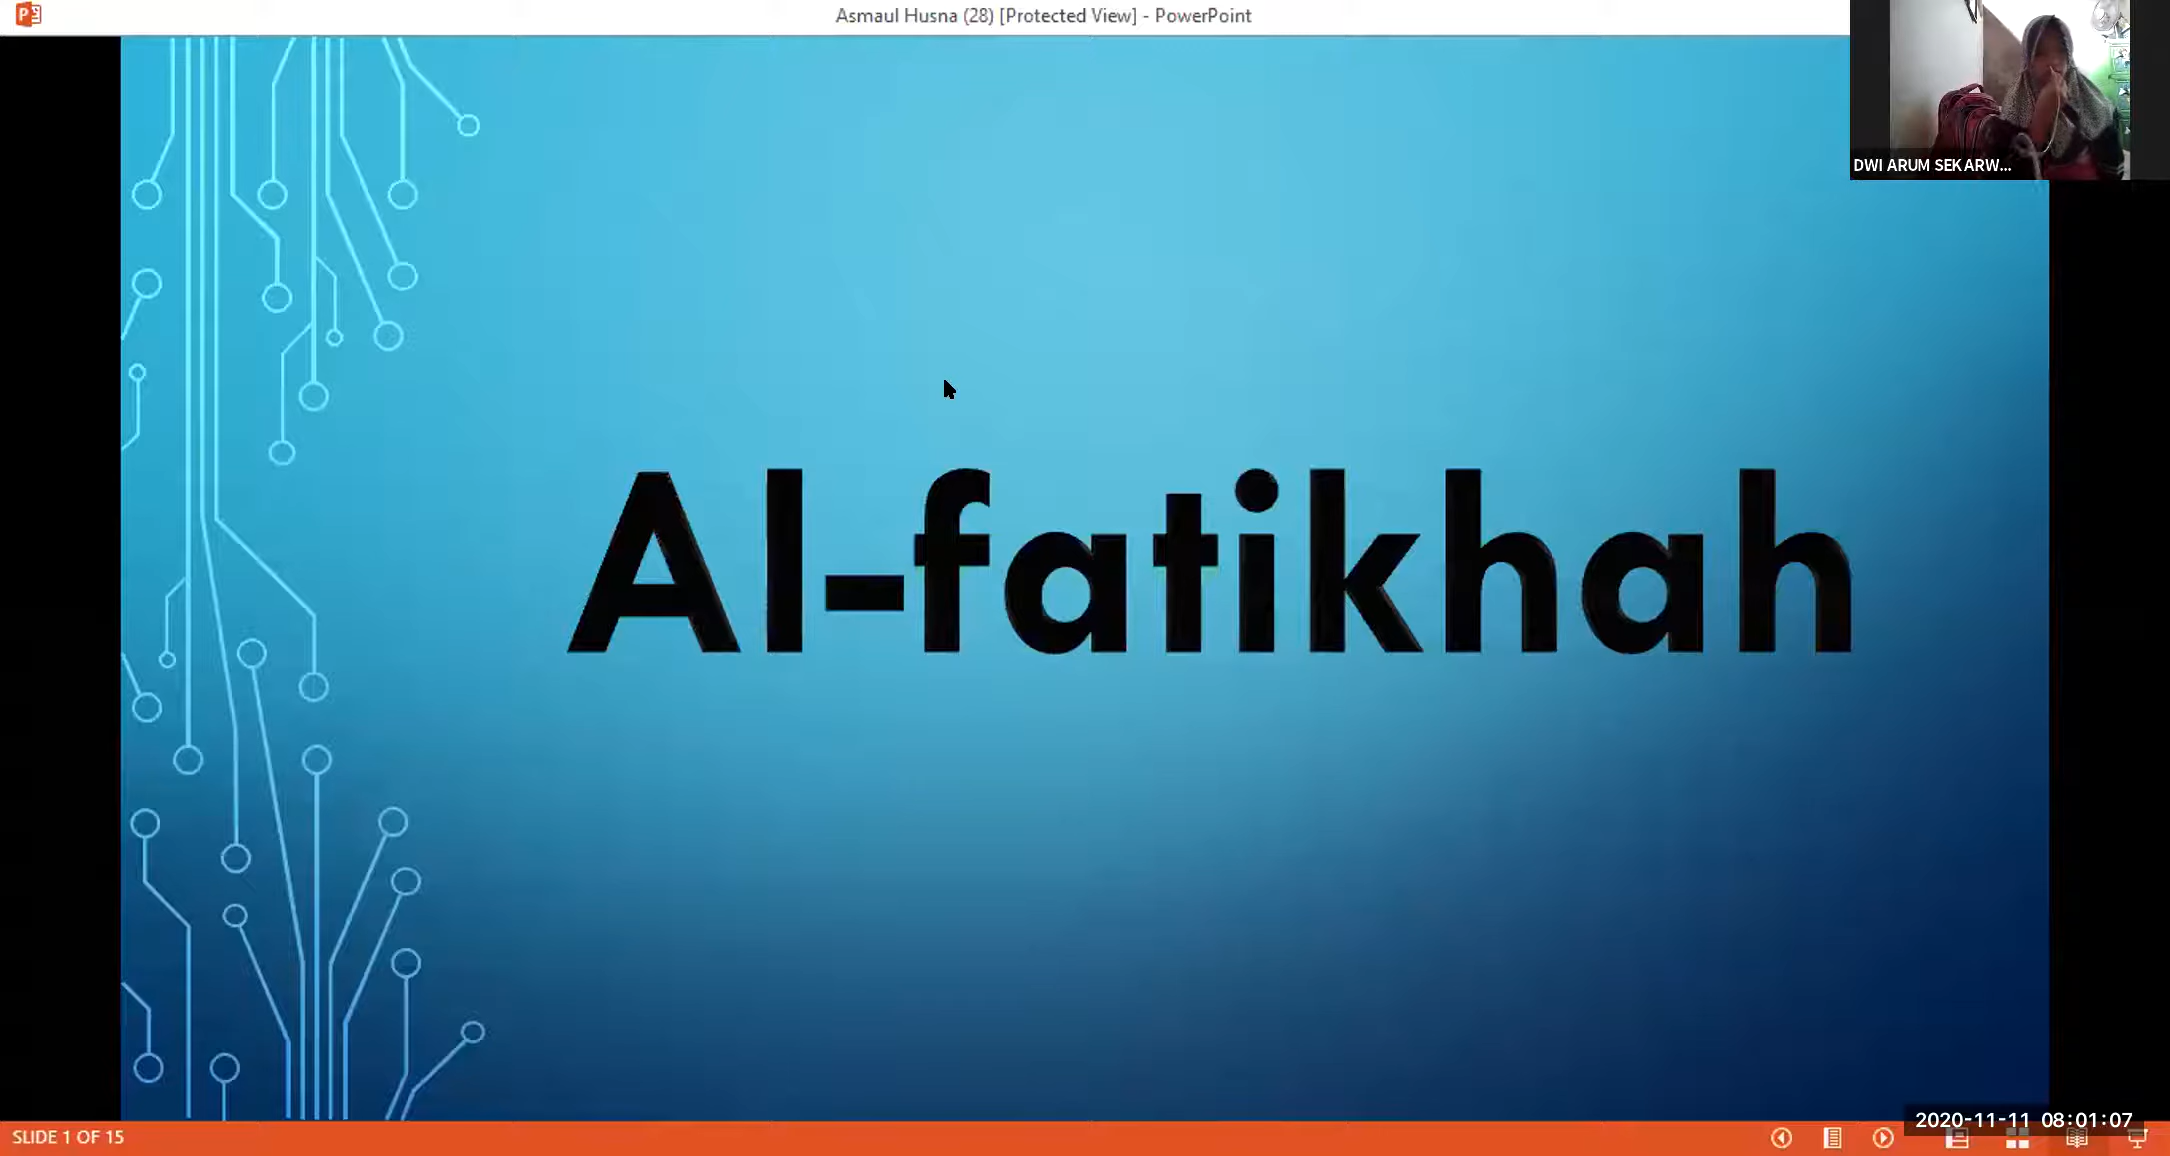 Asmaul Husna (28) [Protected View] - PowerPoint
DWI ARUM SEKARW...
Al-fatikhah
2020-11-11 08:01:07
SLIDE 1 OF 15